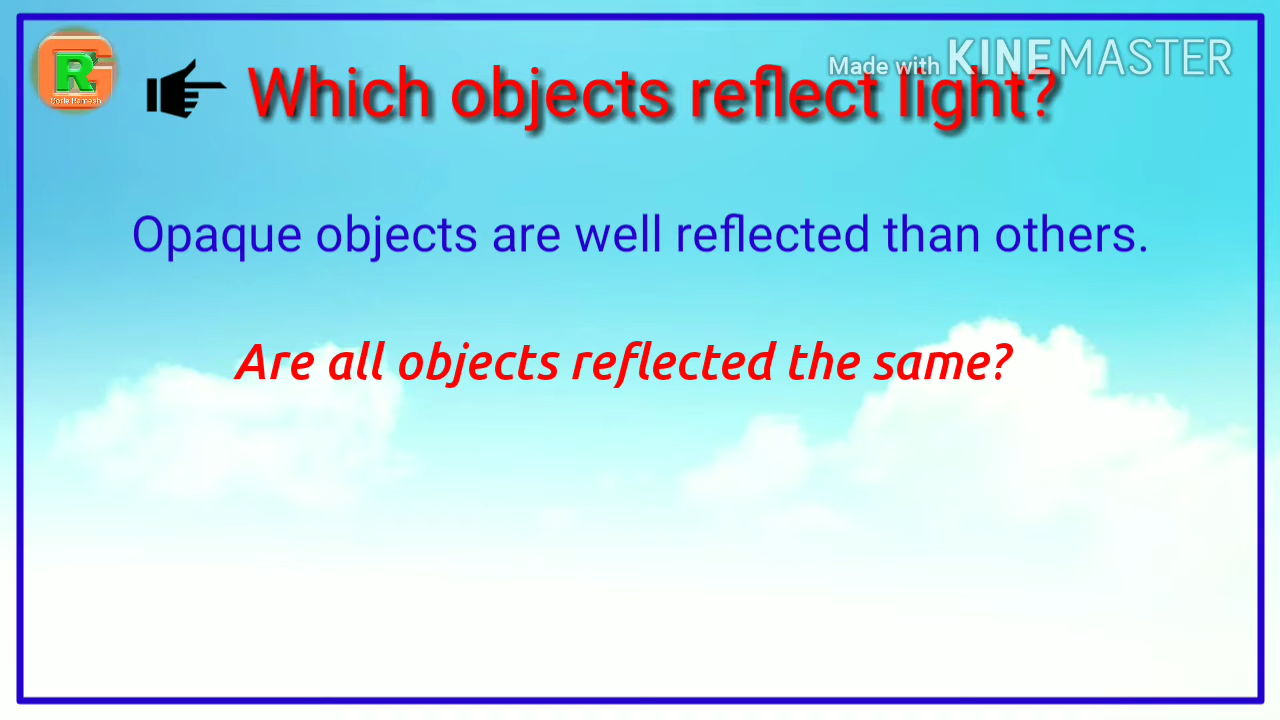 Made with KINEMASTER
Which objects reflect light?
Opaque objects are well reflected than others.
Are all objects reflected the same?